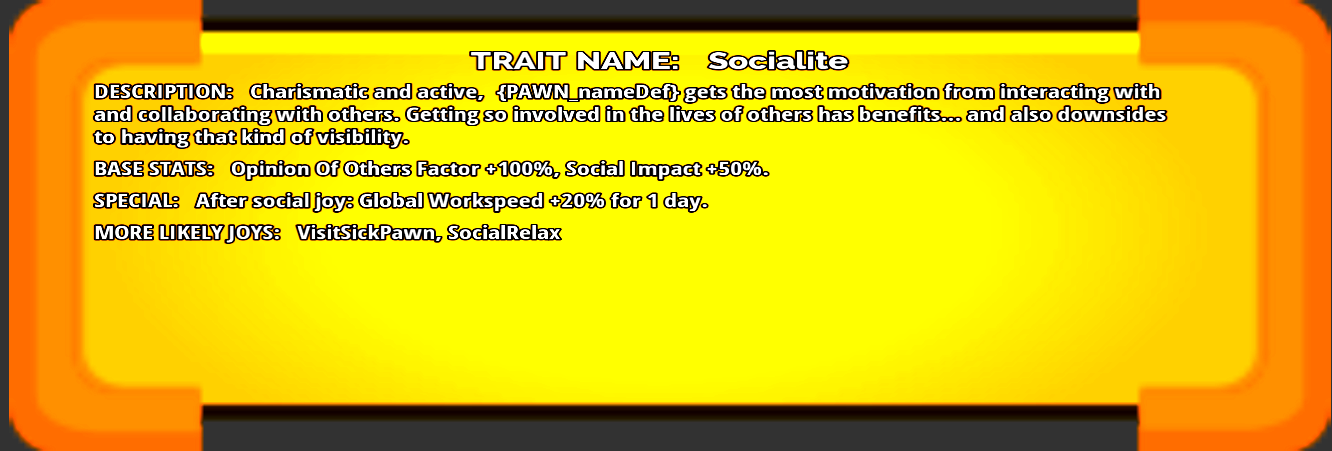 TRAIT NAME: Socialite
DESCRIPTION: Charismatic and active, {PAWN_nameDef} gets the most motivation from interacting with
and collaborating with others. Getting so involved in the lives of others has benefits... and also downsides
to having that kind of visibility.
BASE STATS: Opinion Of Others Factor +100%, Social Impact +50%.
SPECIAL: After social joy: Global Workspeed +20% for 1 day.
MORE LIKELY JOYS: VisitSickPawn, SocialRelax